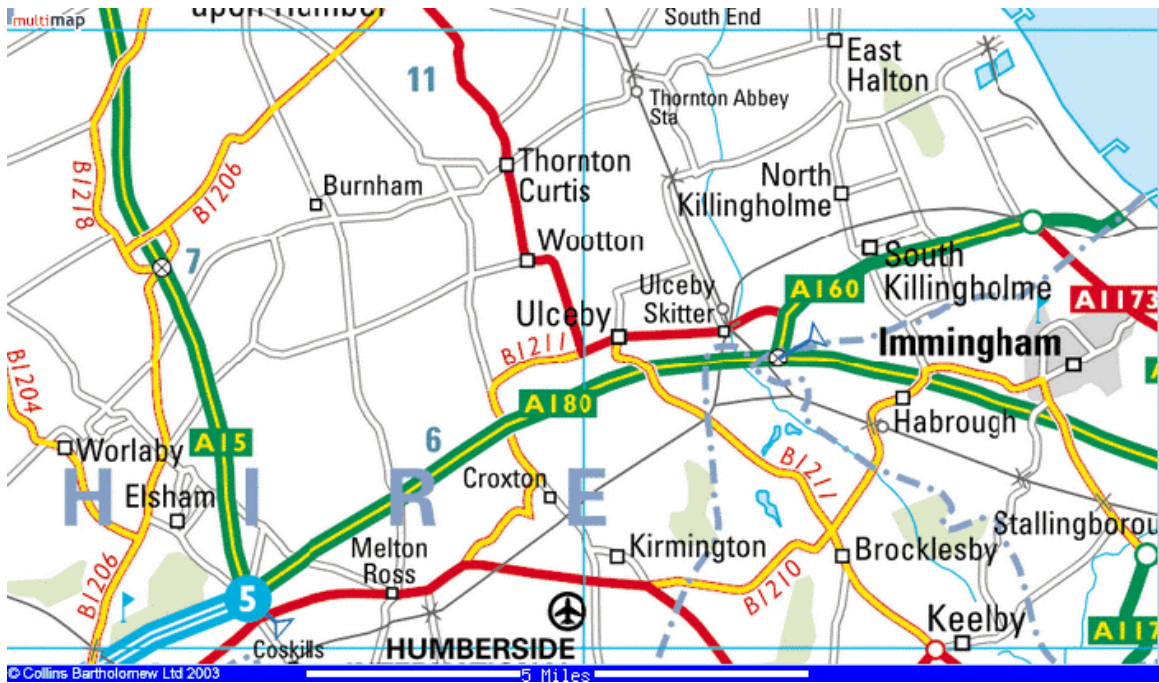 multimap
upon Humber
South End
East
Halton
11
Thornton Abbey
Sta
B1218
B1206
Burnham
Thornton
Curtis
North
Killingholme
7
Wootton
South
Killingholme
Ulceby
Skitter
A160
A1173
Ulceby
Immingham
B1211
B1204
A180
Habrough
Worlaby
A15
6
H I R E
Elsham
Croxton
B1211
Stallingborou
Melton
Ross
Kirmington
Brocklesby
B1206
B1210
5
Keelby
A117
Coskills
HUMBERSIDE
INTERNATIONAL
© Collins Bartholomew Ltd 2003
5 Miles